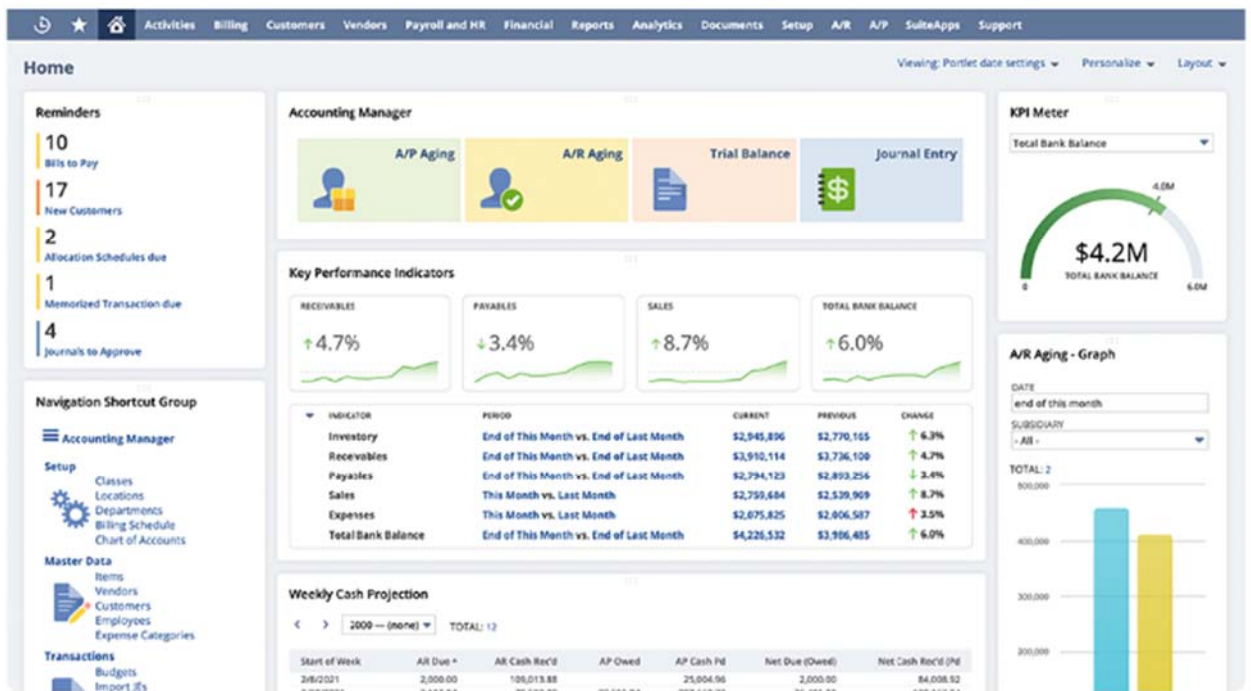 Activities Billing Customers Vendors Payroll and HR Financial Reports Analytics Documents Setup A/R A/P SuiteApps Support
Home
Viewing: Portlet date settings Personalize Layout
Reminders
10
Bills to Pay
17
New Customers
2
Allocation Schedules due
1
Memorized Transaction due
4
Journals to Approve
Navigation Shortcut Group
Accounting Manager
Setup
Classes
Locations
Departments
Billing Schedule
Chart of Accounts
Master Data
Items
Vendors
Customers
Employees
Expense Categories
Transactions
Budgets
Import JEs
Accounting Manager
A/P Aging
A/R Aging
Trial Balance
Journal Entry
Key Performance Indicators
RECEIVABLES
↑4.7%
PAYABLES
↓3.4%
SALES
↑8.7%
TOTAL BANK BALANCE
↑6.0%
INDICATOR PERIOD CURRENT PREVIOUS CHANGE
Inventory End of This Month vs. End of Last Month $2,945,896 $2,770,165 ↑ 6.3%
Receivables End of This Month vs. End of Last Month $3,910,114 $3,736,100 ↑ 4.7%
Payables End of This Month vs. End of Last Month $2,794,123 $2,893,256 ↓ 3.4%
Sales This Month vs. Last Month $2,759,684 $2,539,969 ↑ 8.7%
Expenses This Month vs. Last Month $2,075,825 $2,006,587 ↑ 3.5%
Total Bank Balance End of This Month vs. End of Last Month $4,226,532 $3,986,485 ↑ 6.0%
Weekly Cash Projection
2000 — (none) TOTAL: 12
Start of Week AR Due AR Cash Rec'd AP Owed AP Cash Pd Net Due (Owed) Net Cash Rec'd (Pd
2/8/2021 2,000.00 109,013.88 25,004.96 2,000.00 84,008.92
KPI Meter
Total Bank Balance
4.0M
$4.2M
TOTAL BANK BALANCE
0
6.0M
A/R Aging - Graph
DATE
end of this month
SUBSIDIARY
- All -
TOTAL: 2
500,000
400,000
300,000
200,000